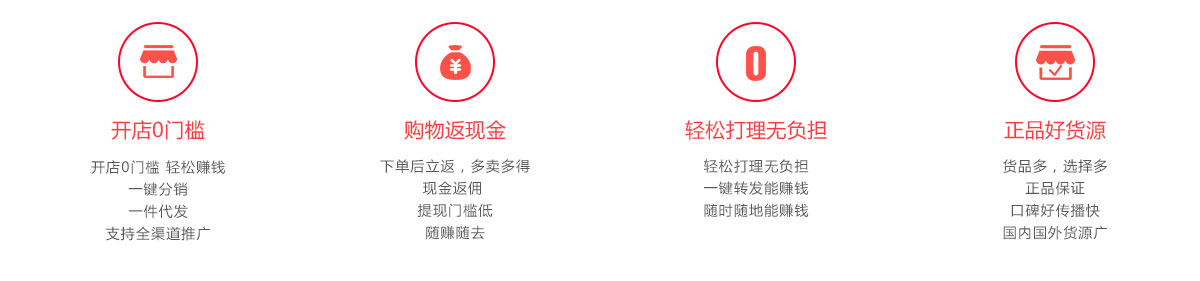 开店0门槛
开店0门槛 轻松赚钱
一键分销
一件代发
支持全渠道推广
¥
购物返现金
下单后立返，多卖多得
现金返佣
提现门槛低
随赚随去
0
轻松打理无负担
轻松打理无负担
一键转发能赚钱
随时随地能赚钱
正品好货源
货品多，选择多
正品保证
口碑好传播快
国内国外货源广